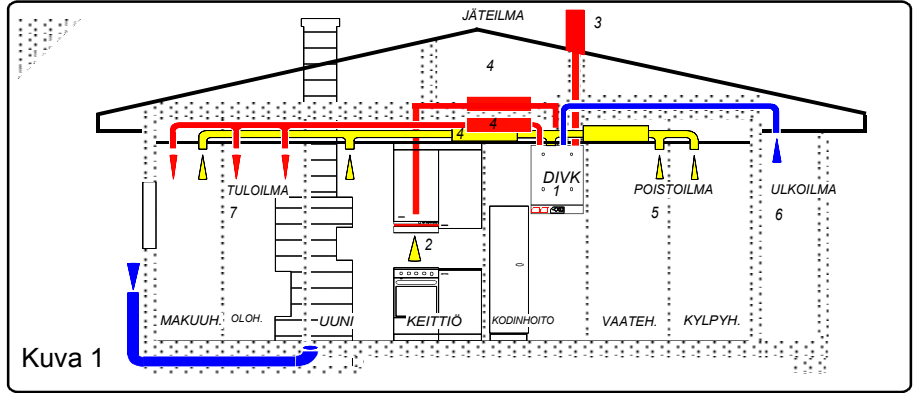 JÄTEILMA
3
4
4
4
DIVK
1
TULOILMA
7
POISTOILMA
5
ULKOILMA
6
2
MAKUUH.
OLOH.
UUNI
KEITTIÖ
KODINHOITO
VAATEH.
KYLPYH.
Kuva 1